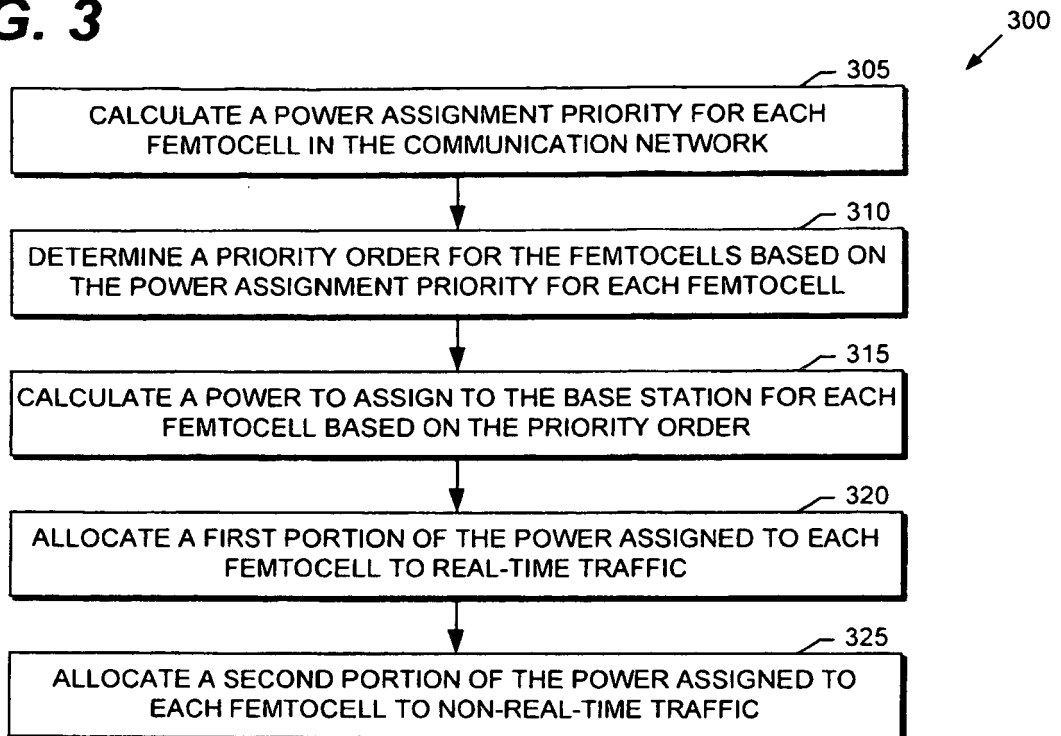 G. 3
300
305
CALCULATE A POWER ASSIGNMENT PRIORITY FOR EACH
FEMTOCELL IN THE COMMUNICATION NETWORK
310
DETERMINE A PRIORITY ORDER FOR THE FEMTOCELLS BASED ON
THE POWER ASSIGNMENT PRIORITY FOR EACH FEMTOCELL
315
CALCULATE A POWER TO ASSIGN TO THE BASE STATION FOR EACH
FEMTOCELL BASED ON THE PRIORITY ORDER
320
ALLOCATE A FIRST PORTION OF THE POWER ASSIGNED TO EACH
FEMTOCELL TO REAL-TIME TRAFFIC
325
ALLOCATE A SECOND PORTION OF THE POWER ASSIGNED TO
EACH FEMTOCELL TO NON-REAL-TIME TRAFFIC